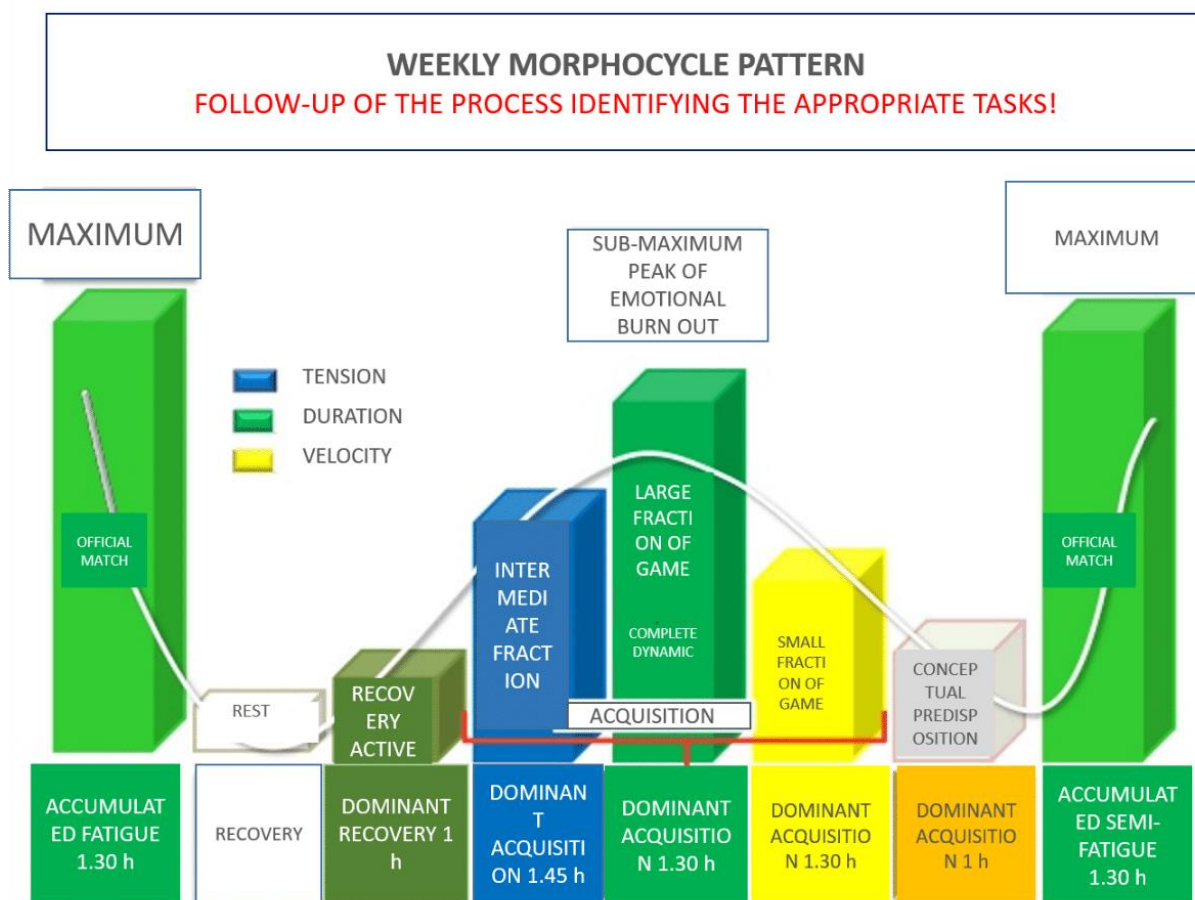 WEEKLY MORPHOCYCLE PATTERN
FOLLOW-UP OF THE PROCESS IDENTIFYING THE APPROPRIATE TASKS!
MAXIMUM
SUB-MAXIMUM
PEAK OF
EMOTIONAL
BURN OUT
MAXIMUM
TENSION
DURATION
VELOCITY
OFFICIAL
MATCH
REST
RECOV
ERY
ACTIVE
INTER
MEDI
ATE
FRACT
ION
LARGE
FRACTI
ON OF
GAME
COMPLETE
DYNAMIC
SMALL
FRACTI
ON OF
GAME
CONCEP
TUAL
PREDISP
OSITION
OFFICIAL
MATCH
ACQUISITION
ACCUMULAT
ED FATIGUE
1.30 h
RECOVERY
DOMINANT
RECOVERY 1
h
DOMINAN
T
ACQUISITI
ON 1.45 h
DOMINANT
ACQUISITIO
N 1.30 h
DOMINANT
ACQUISITIO
N 1.30 h
DOMINANT
ACQUISITIO
N 1 h
ACCUMULAT
ED SEMI-
FATIGUE
1.30 h